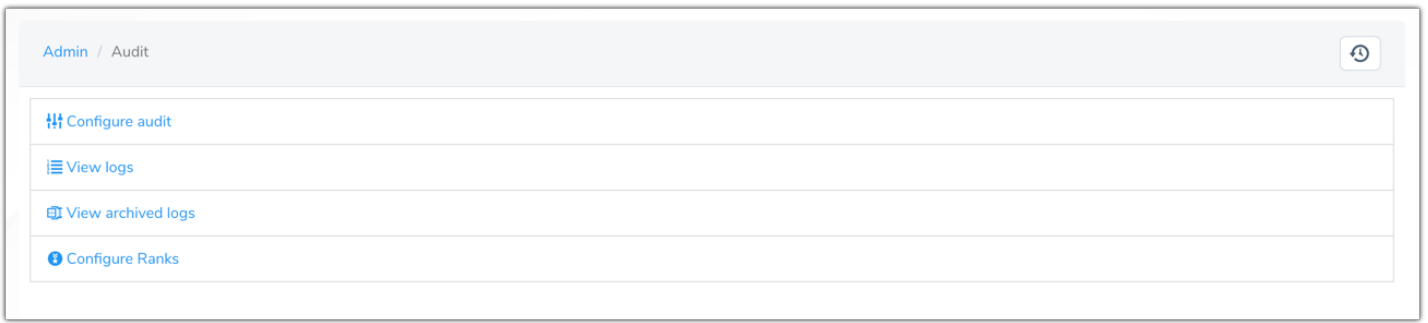 Admin / Audit
Configure audit
View logs
View archived logs
Configure Ranks